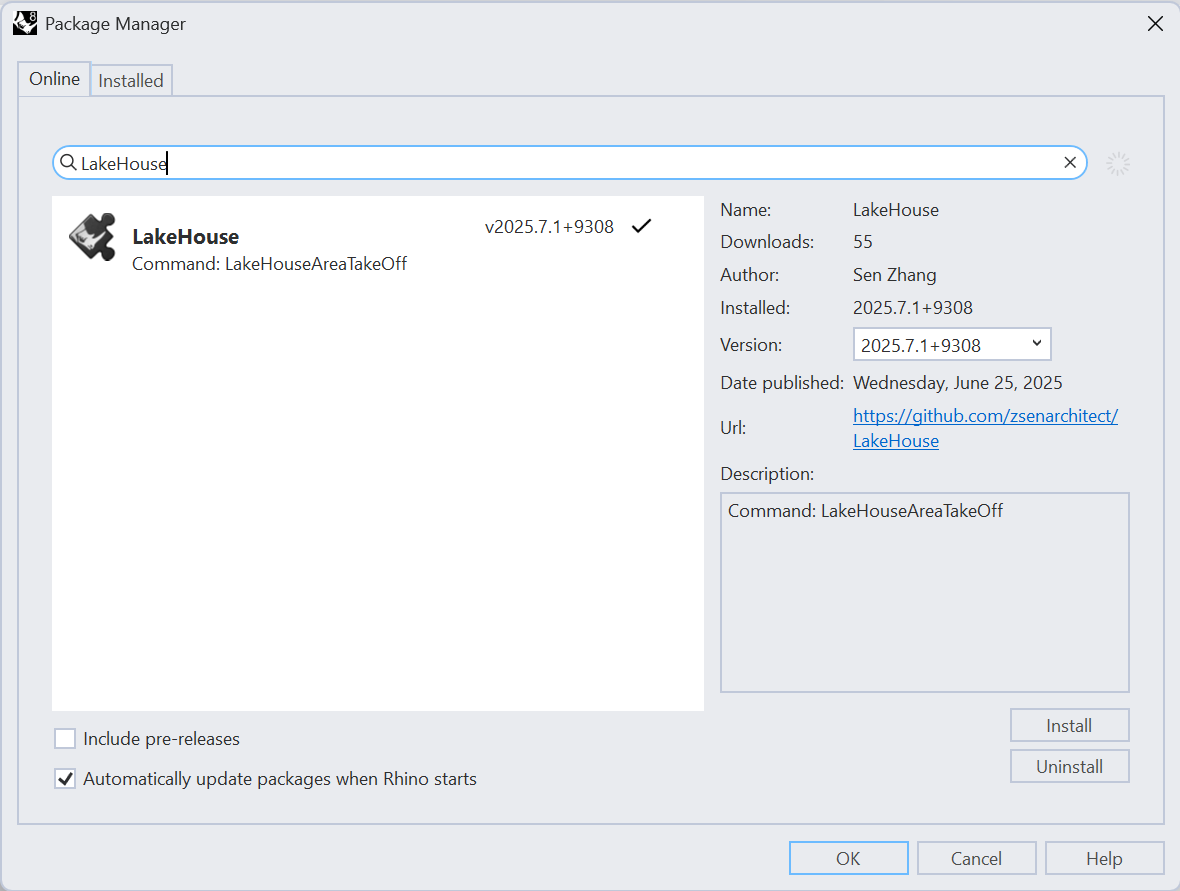 8
Package Manager
Online
Installed
LakeHouse
LakeHouse
v2025.7.1+9308
Command: LakeHouseAreaTakeOff
Name: LakeHouse
Downloads: 55
Author: Sen Zhang
Installed: 2025.7.1+9308
Version: 2025.7.1+9308
Date published: Wednesday, June 25, 2025
Url: https://github.com/zsenarchitect/
LakeHouse
Description:
Command: LakeHouseAreaTakeOff
Include pre-releases
Automatically update packages when Rhino starts
Install
Uninstall
OK
Cancel
Help